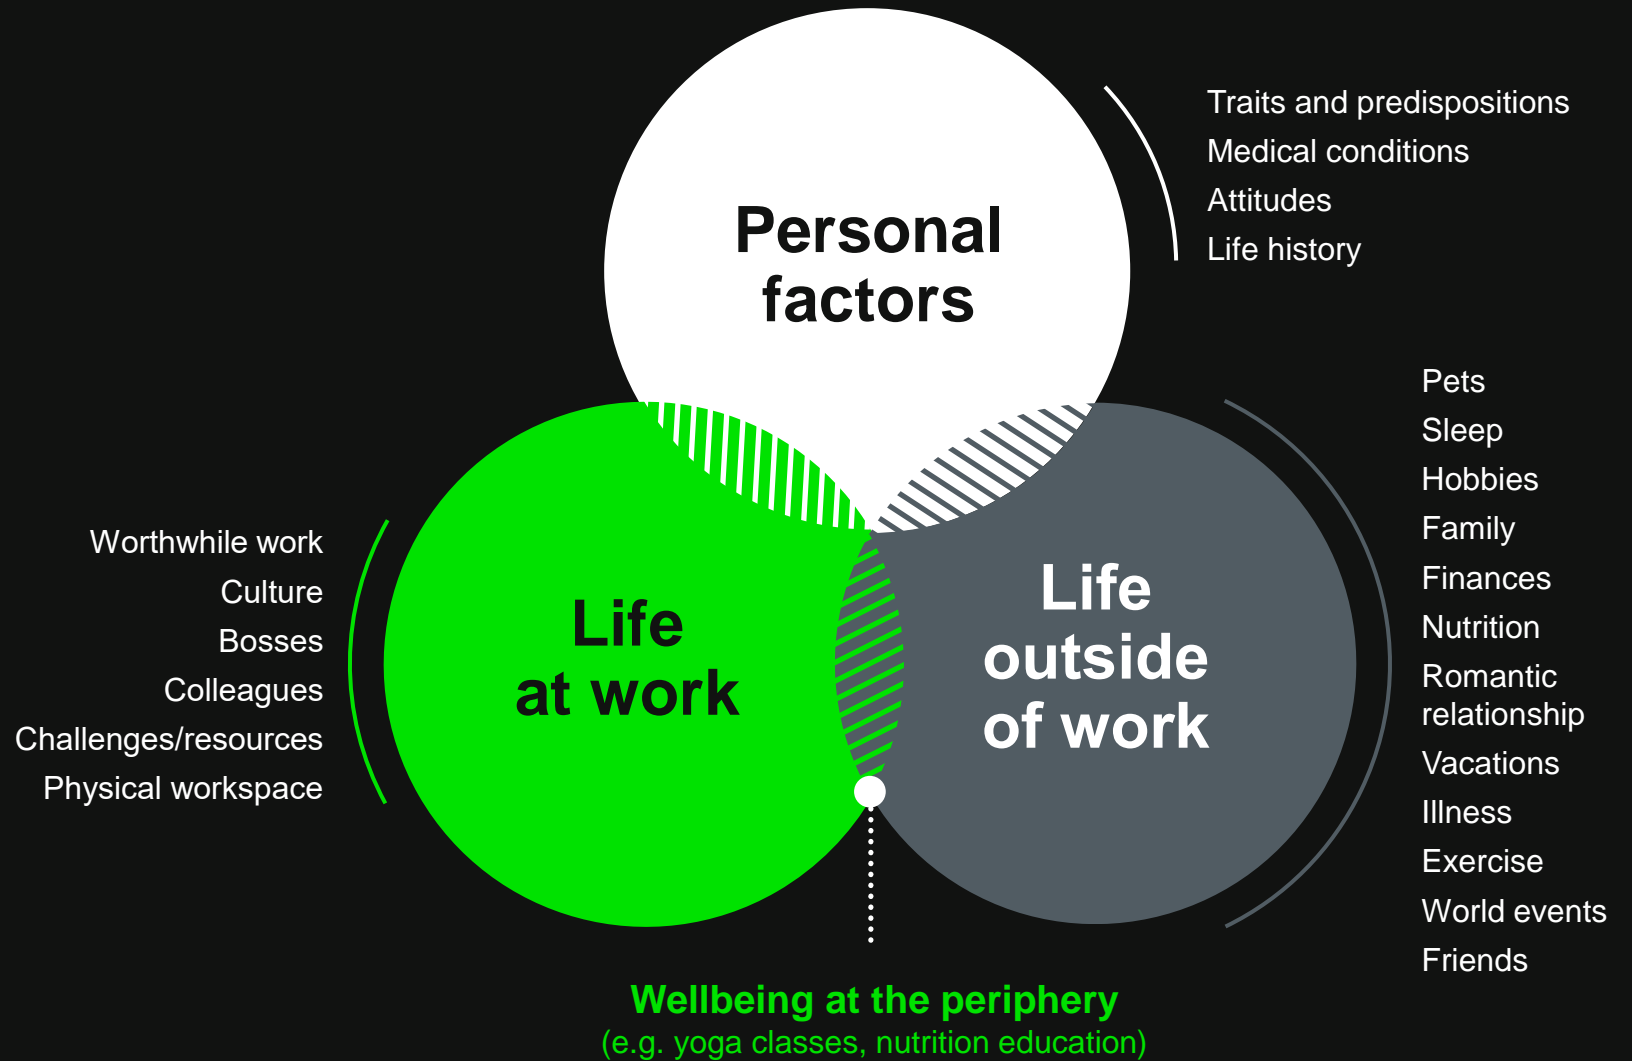 Personal
factors
Traits and predispositions
Medical conditions
Attitudes
Life history
Worthwhile work
Culture
Bosses
Colleagues
Challenges/resources
Physical workspace
Life
at work
Life
outside
of work
Pets
Sleep
Hobbies
Family
Finances
Nutrition
Romantic
relationship
Vacations
Illness
Exercise
World events
Friends
Wellbeing at the periphery
(e.g. yoga classes, nutrition education)